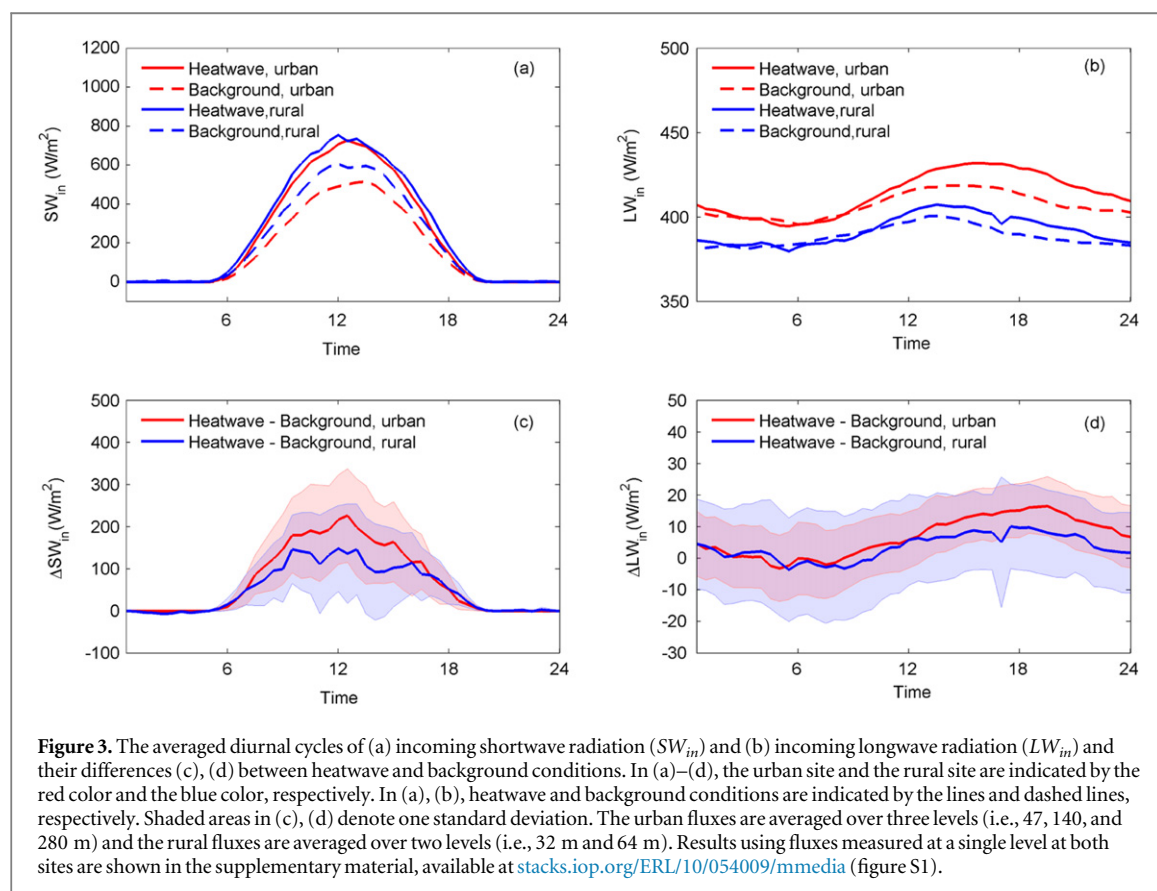 1200
1000
800
600
400
200
0
SW_in (W/m²)
Heatwave, urban
Background, urban
Heatwave,rural
Background,rural
(a)
6
12
18
24
Time
500
450
400
350
LW_in (W/m²)
Heatwave, urban
Background, urban
Heatwave,rural
Background,rural
(b)
6
12
18
24
Time
500
400
300
200
100
0
-100
ΔSW_in (W/m²)
Heatwave - Background, urban
Heatwave - Background, rural
(c)
6
12
18
24
Time
50
40
30
20
10
0
-10
-20
-30
ΔLW_in (W/m²)
Heatwave - Background, urban
Heatwave - Background, rural
(d)
6
12
18
24
Time
Figure 3. The averaged diurnal cycles of (a) incoming shortwave radiation (SW_in) and (b) incoming longwave radiation (LW_in) and
their differences (c), (d) between heatwave and background conditions. In (a)–(d), the urban site and the rural site are indicated by the
red color and the blue color, respectively. In (a), (b), heatwave and background conditions are indicated by the lines and dashed lines,
respectively. Shaded areas in (c), (d) denote one standard deviation. The urban fluxes are averaged over three levels (i.e., 47, 140, and
280 m) and the rural fluxes are averaged over two levels (i.e., 32 m and 64 m). Results using fluxes measured at a single level at both
sites are shown in the supplementary material, available at stacks.iop.org/ERL/10/054009/mmedia (figure S1).